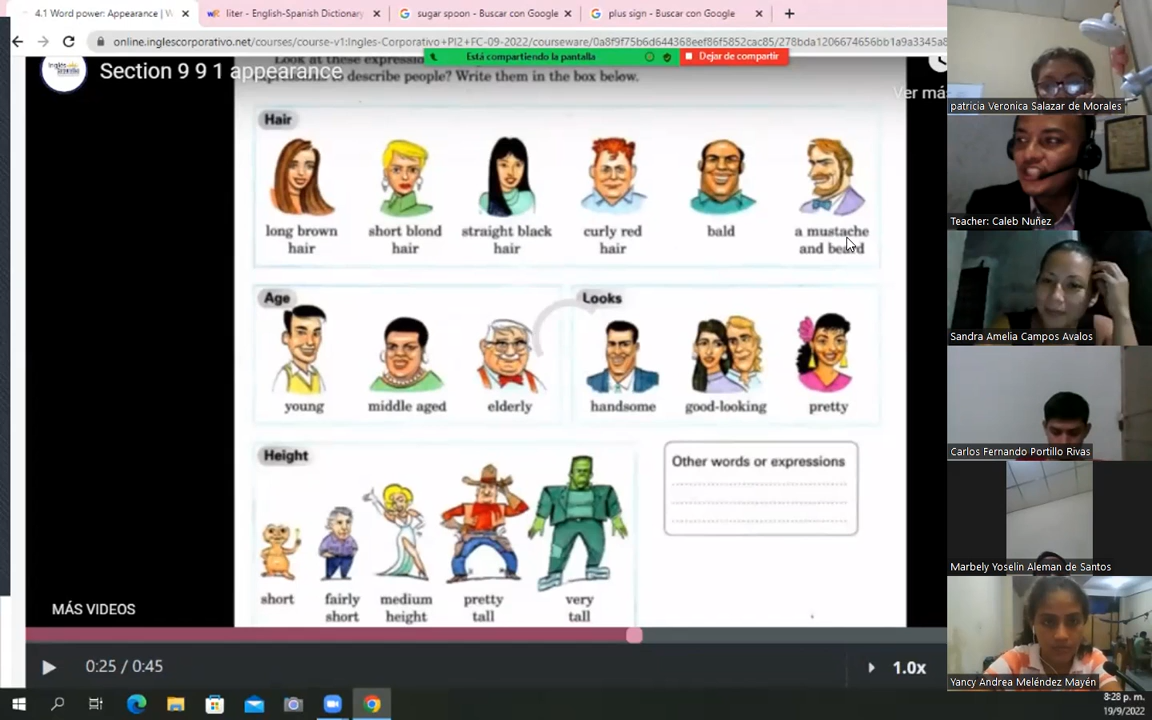 4.1 Word power: Appearance | W
liter - English-Spanish Dictionary
sugar spoon - Buscar con Google
plus sign - Buscar con Google
online.inglescorporativo.net/courses/course-v1:Ingles-Corporativo+PI2+FC-09-2022/courseware/0a8f9f75b6d644368eef86f5852cac85/278bda1206674656bb1a9a3345a8
Está compartiendo la pantalla
Dejar de compartir
Look at these expressio
Section 9 9 1 appearance
describe people? Write them in the box below.
Ver má
Hair
long brown hair
short blond hair
straight black hair
curly red hair
bald
a mustache and beard
Age
young
middle aged
elderly
Looks
handsome
good-looking
pretty
Height
short
fairly short
medium height
pretty tall
very tall
Other words or expressions
MÁS VIDEOS
0:25 / 0:45
1.0x
patricia Veronica Salazar de Morales
Teacher: Caleb Nuñez
Sandra Amelia Campos Avalos
Carlos Fernando Portillo Rivas
Marbely Yoselin Aleman de Santos
Yancy Andrea Meléndez Mayén
8:28 p. m.
19/9/2022